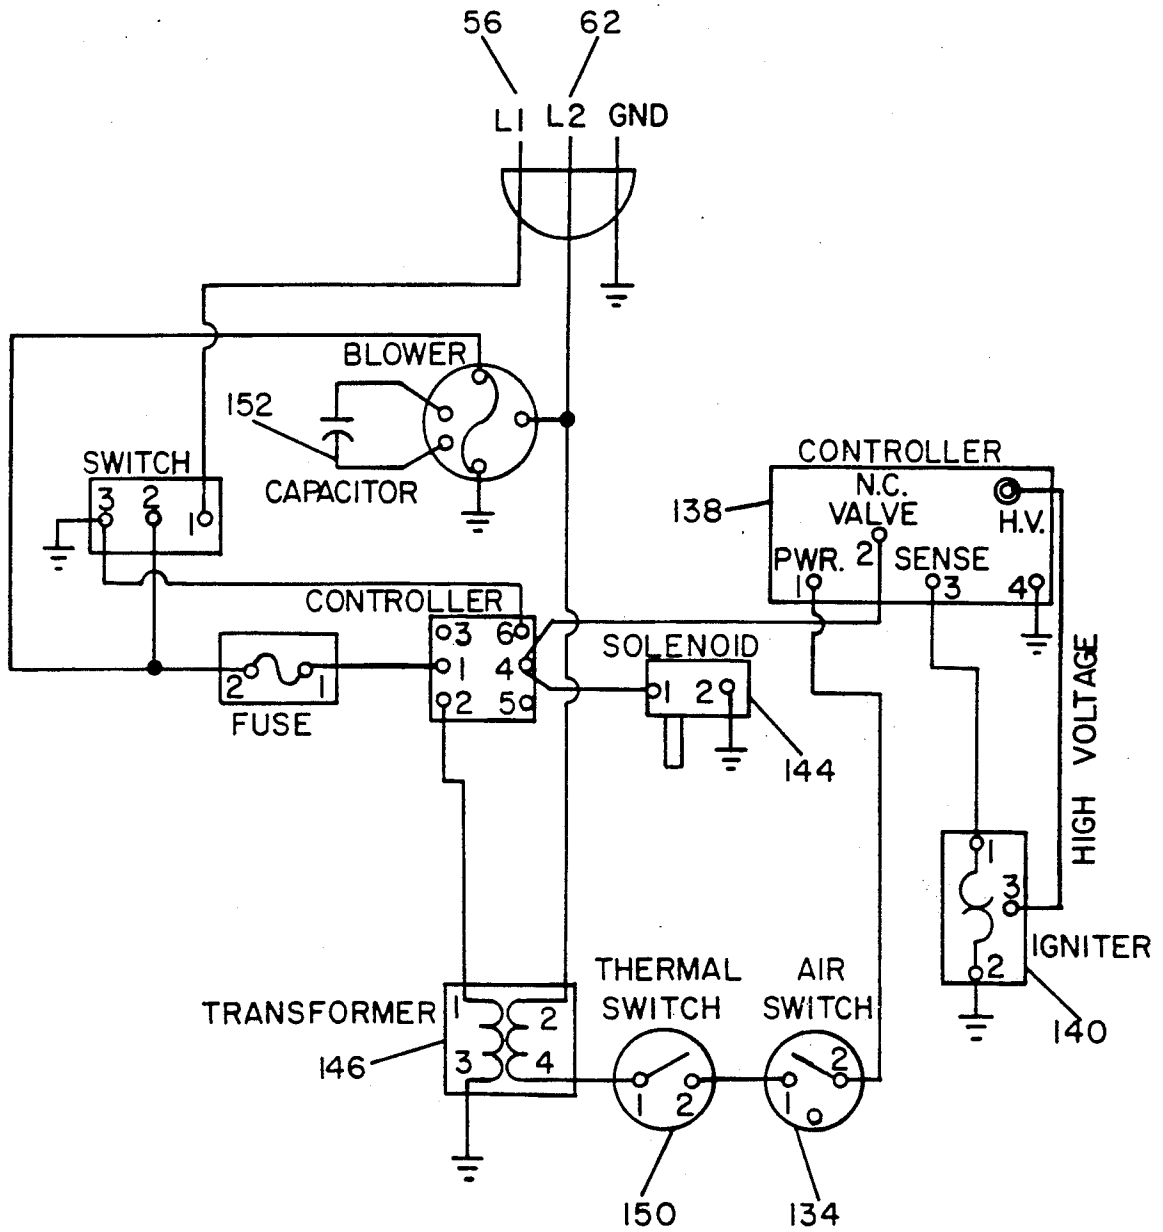 56 62
L1 L2 GND
BLOWER
152
CAPACITOR
SWITCH
3 2 1
CONTROLLER
138
N.C.
VALVE
H.V.
2
PWR. SENSE
1 3 4
CONTROLLER
3 6
1 4
2 5
2 1
FUSE
SOLENOID
1 2
144
HIGH VOLTAGE
1
3
2
IGNITER
140
TRANSFORMER
146
1 2
3 4
THERMAL
SWITCH
1 2
150
AIR
SWITCH
2
1
134